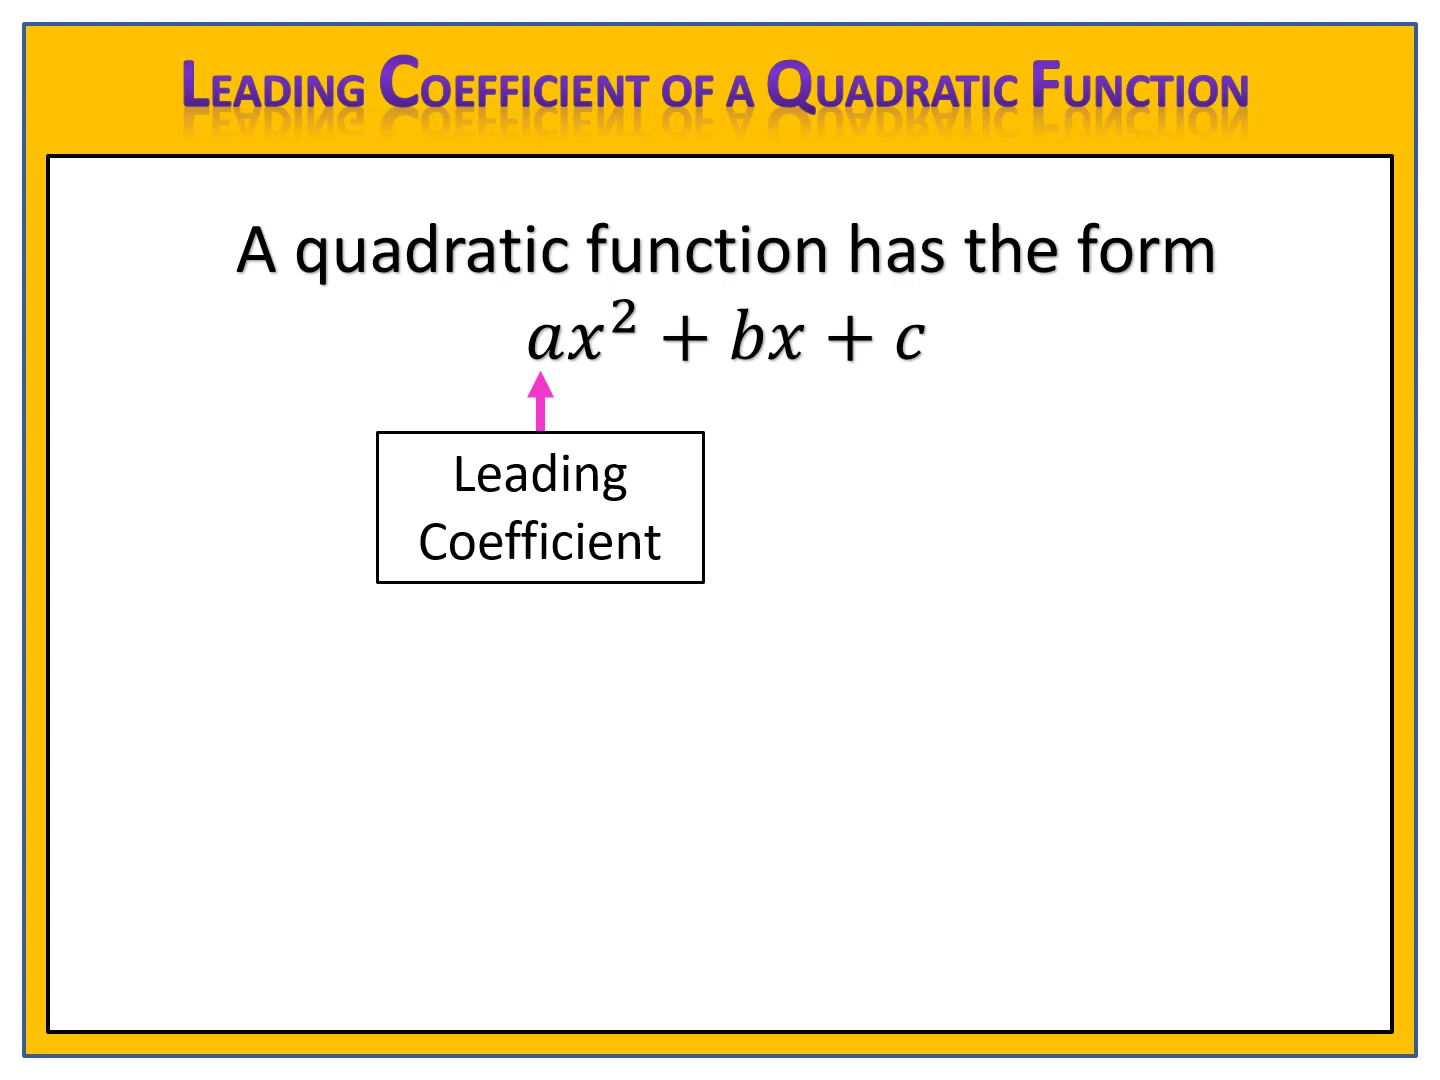 Leading Coefficient of a Quadratic Function
A quadratic function has the form
ax² + bx + c
Leading
Coefficient